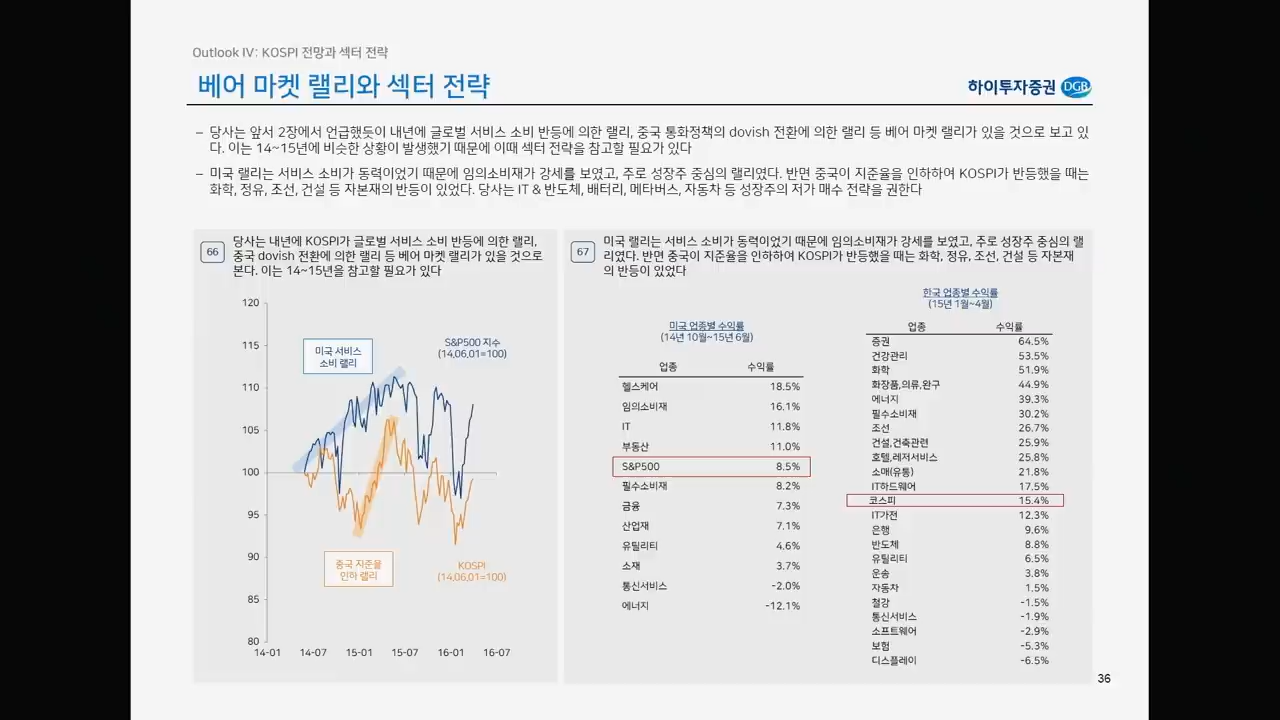 Outlook IV: KOSPI 전망과 섹터 전략
베어 마켓 랠리와 섹터 전략
하이투자증권 DGB
– 당사는 앞서 2장에서 언급했듯이 내년에 글로벌 서비스 소비 반등에 의한 랠리, 중국 통화정책의 dovish 전환에 의한 랠리 등 베어 마켓 랠리가 있을 것으로 보고 있
다. 이는 14~15년에 비슷한 상황이 발생했기 때문에 이때 섹터 전략을 참고할 필요가 있다
– 미국 랠리는 서비스 소비가 동력이었기 때문에 임의소비재가 강세를 보였고, 주로 성장주 중심의 랠리였다. 반면 중국이 지준율을 인하하여 KOSPI가 반등했을 때는
화학, 정유, 조선, 건설 등 자본재의 반등이 있었다. 당사는 IT & 반도체, 배터리, 메타버스, 자동차 등 성장주의 저가 매수 전략을 권한다
66
당사는 내년에 KOSPI가 글로벌 서비스 소비 반등에 의한 랠리,
중국 dovish 전환에 의한 랠리 등 베어 마켓 랠리가 있을 것으로
본다. 이는 14~15년을 참고할 필요가 있다
120
115
110
105
100
95
90
85
80
14-01 14-07 15-01 15-07 16-01 16-07
미국 서비스
소비 랠리
S&P500 지수
(14.06.01=100)
중국 지준율
인하 랠리
KOSPI
(14.06.01=100)
67
미국 랠리는 서비스 소비가 동력이었기 때문에 임의소비재가 강세를 보였고, 주로 성장주 중심의 랠
리였다. 반면 중국이 지준율을 인하하여 KOSPI가 반등했을 때는 화학, 정유, 조선, 건설 등 자본재
의 반등이 있었다
미국 업종별 수익률
(14년 10월~15년 6월)
업종 수익률
헬스케어 18.5%
임의소비재 16.1%
IT 11.8%
부동산 11.0%
S&P500 8.5%
필수소비재 8.2%
금융 7.3%
산업재 7.1%
유틸리티 4.6%
소재 3.7%
통신서비스 -2.0%
에너지 -12.1%
한국 업종별 수익률
(15년 1월~4월)
업종 수익률
증권 64.5%
건강관리 53.5%
화학 51.9%
화장품,의류,완구 44.9%
에너지 39.3%
필수소비재 30.2%
조선 26.7%
건설,건축관련 25.9%
호텔,레저서비스 25.8%
소매(유통) 21.8%
IT하드웨어 17.5%
코스피 15.4%
IT가전 12.3%
은행 9.6%
반도체 8.8%
유틸리티 6.5%
운송 3.8%
자동차 1.5%
철강 -1.5%
통신서비스 -1.9%
소프트웨어 -2.9%
보험 -5.3%
디스플레이 -6.5%
36